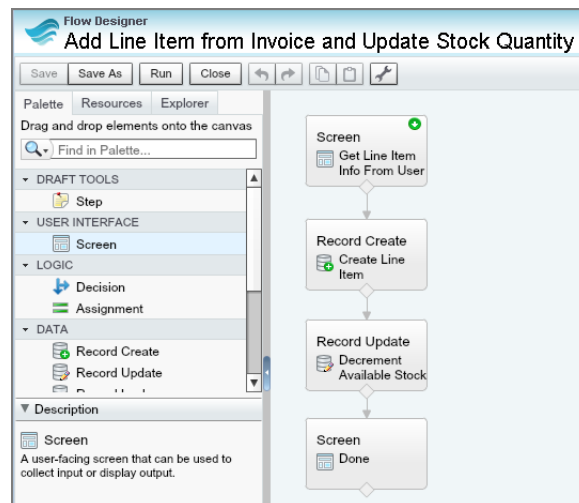 Flow Designer
Add Line Item from Invoice and Update Stock Quantity
Save
Save As
Run
Close
Palette
Resources
Explorer
Drag and drop elements onto the canvas
Find in Palette...
DRAFT TOOLS
Step
USER INTERFACE
Screen
LOGIC
Decision
Assignment
DATA
Record Create
Record Update
Description
Screen
A user-facing screen that can be used to
collect input or display output.
Screen
Get Line Item
Info From User
Record Create
Create Line
Item
Record Update
Decrement
Available Stock
Screen
Done